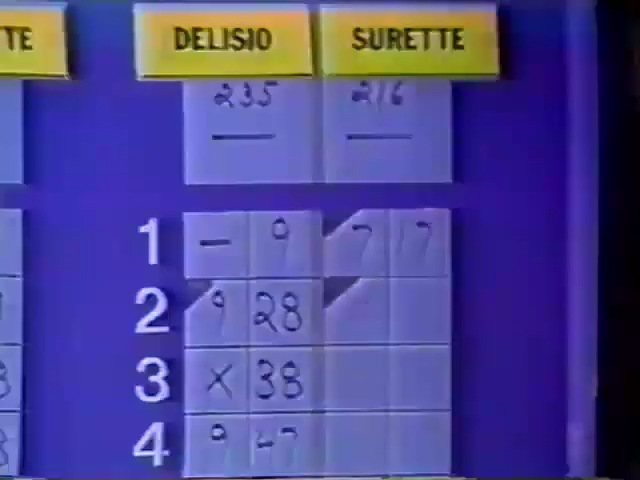 TE DELISIO SURETTE
235 216
1 — 9 7 17
2 9 28
3 × 38
4 9 47